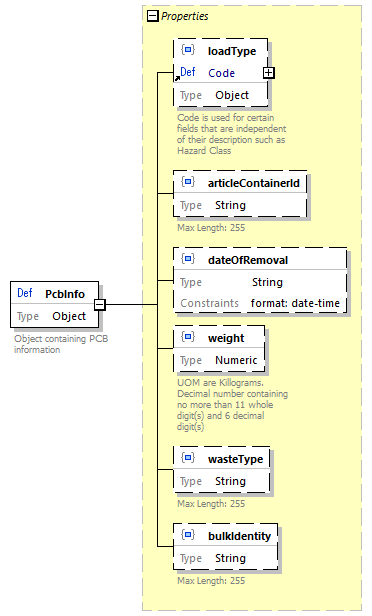 Properties
loadType
Def Code
Type Object
Code is used for certain
fields that are independent
of their description such as
Hazard Class
articleContainerId
Type String
Max Length: 255
dateOfRemoval
Type String
Constraints format: date-time
Def PcbInfo
Type Object
Object containing PCB
information
weight
Type Numeric
UOM are Killograms.
Decimal number containing
no more than 11 whole
digit(s) and 6 decimal
digit(s)
wasteType
Type String
Max Length: 255
bulkIdentity
Type String
Max Length: 255